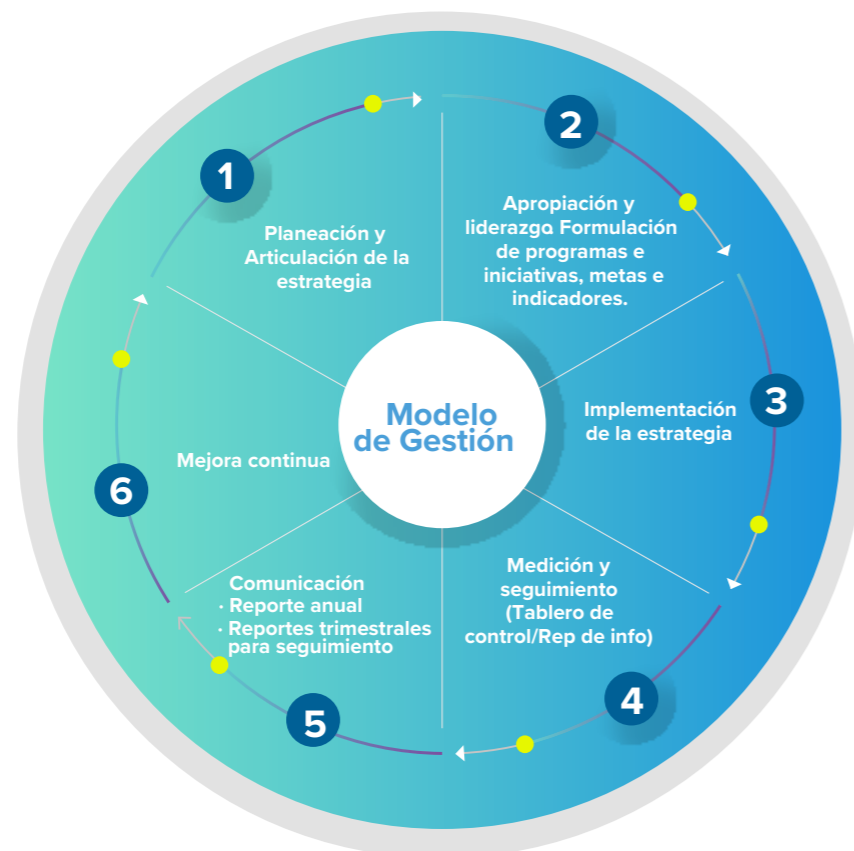 Modelo
de Gestión
1
Planeación y
Articulación de la
estrategia
2
Apropiación y
liderazgo Formulación
de programas e
iniciativas, metas e
indicadores.
3
Implementación
de la estrategia
4
Medición y
seguimiento
(Tablero de
control/Rep de info)
5
Comunicación
· Reporte anual
· Reportes trimestrales
para seguimiento
6
Mejora continua